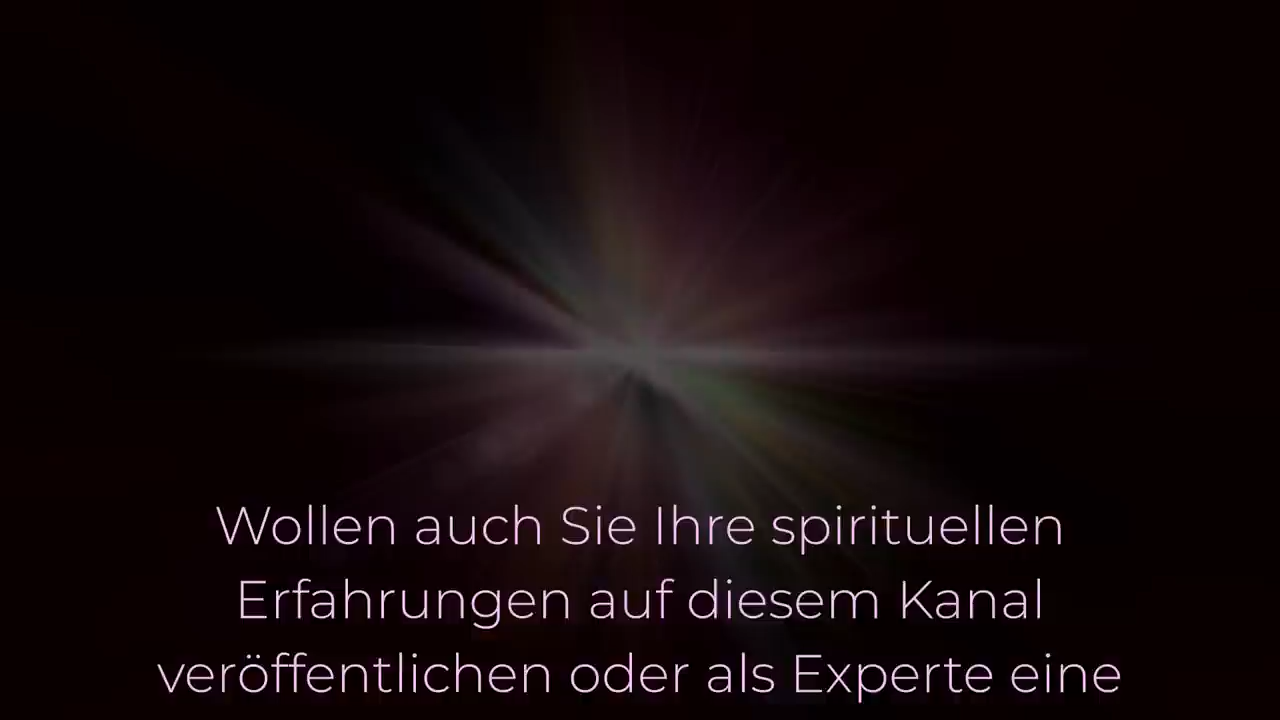 Wollen auch Sie Ihre spirituellen
Erfahrungen auf diesem Kanal
veröffentlichen oder als Experte eine